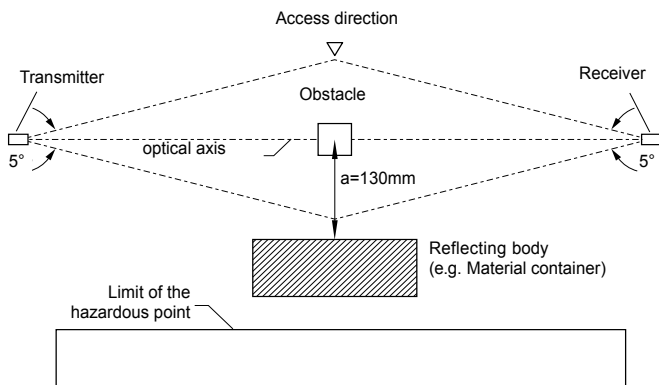 Access direction
Transmitter
Receiver
Obstacle
optical axis
5°
5°
a=130mm
Reflecting body
(e.g. Material container)
Limit of the
hazardous point